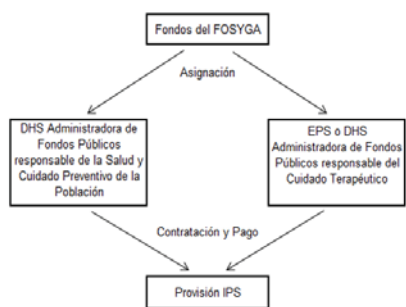 Fondos del FOSYGA
Asignación
DHS Administradora de
Fondos Públicos
responsable de la Salud y
Cuidado Preventivo de la
Población
EPS ó DHS
Administradora de Fondos
Públicos responsable del
Cuidado Terapéutico
Contratación y Pago
Provisión IPS